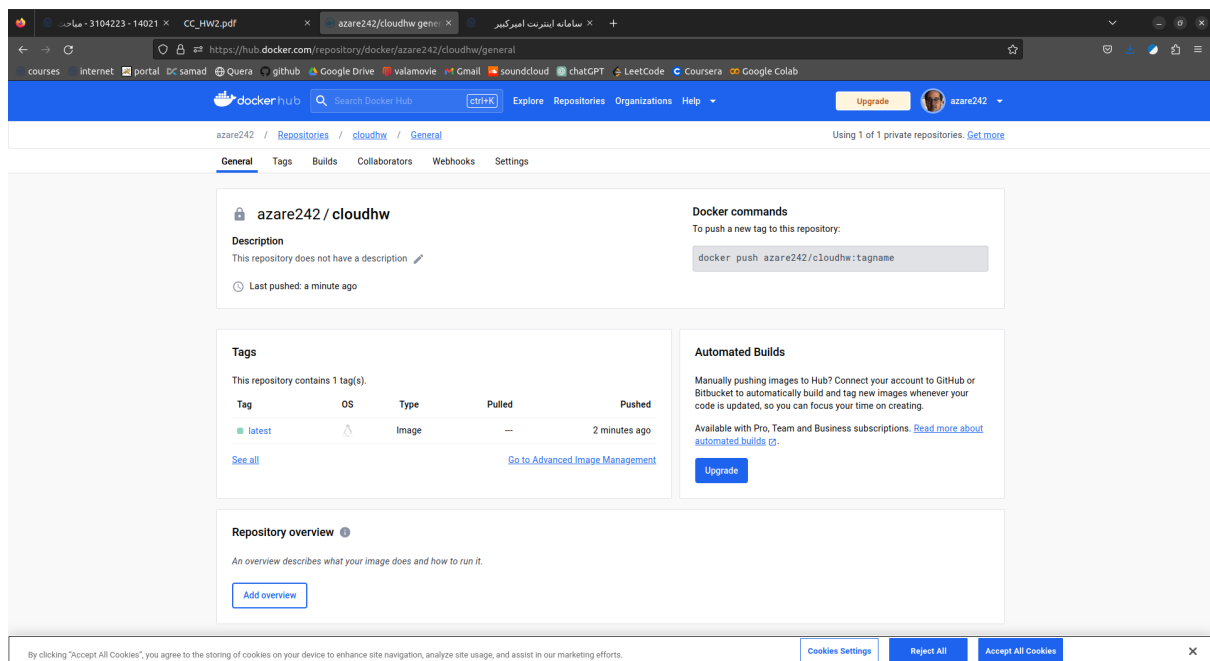 مباحث - 3104223 - 14021
CC_HW2.pdf
azare242/cloudhw gener
سامانه اینترنت امیرکبیر
https://hub.docker.com/repository/docker/azare242/cloudhw/general
courses internet portal samad Quera github Google Drive valamovie Gmail soundcloud chatGPT LeetCode Coursera Google Colab
dockerhub Search Docker Hub ctrl+K Explore Repositories Organizations Help Upgrade azare242
azare242 / Repositories / cloudhw / General Using 1 of 1 private repositories. Get more
General Tags Builds Collaborators Webhooks Settings
azare242 / cloudhw
Description
This repository does not have a description
Last pushed: a minute ago
Docker commands
To push a new tag to this repository:
docker push azare242/cloudhw:tagname
Tags
This repository contains 1 tag(s).
Tag OS Type Pulled Pushed
latest Image --- 2 minutes ago
See all Go to Advanced Image Management
Automated Builds
Manually pushing images to Hub? Connect your account to GitHub or
Bitbucket to automatically build and tag new images whenever your
code is updated, so you can focus your time on creating.
Available with Pro, Team and Business subscriptions. Read more about
automated builds.
Upgrade
Repository overview
An overview describes what your image does and how to run it.
Add overview
By clicking "Accept All Cookies", you agree to the storing of cookies on your device to enhance site navigation, analyze site usage, and assist in our marketing efforts.
Cookies Settings Reject All Accept All Cookies